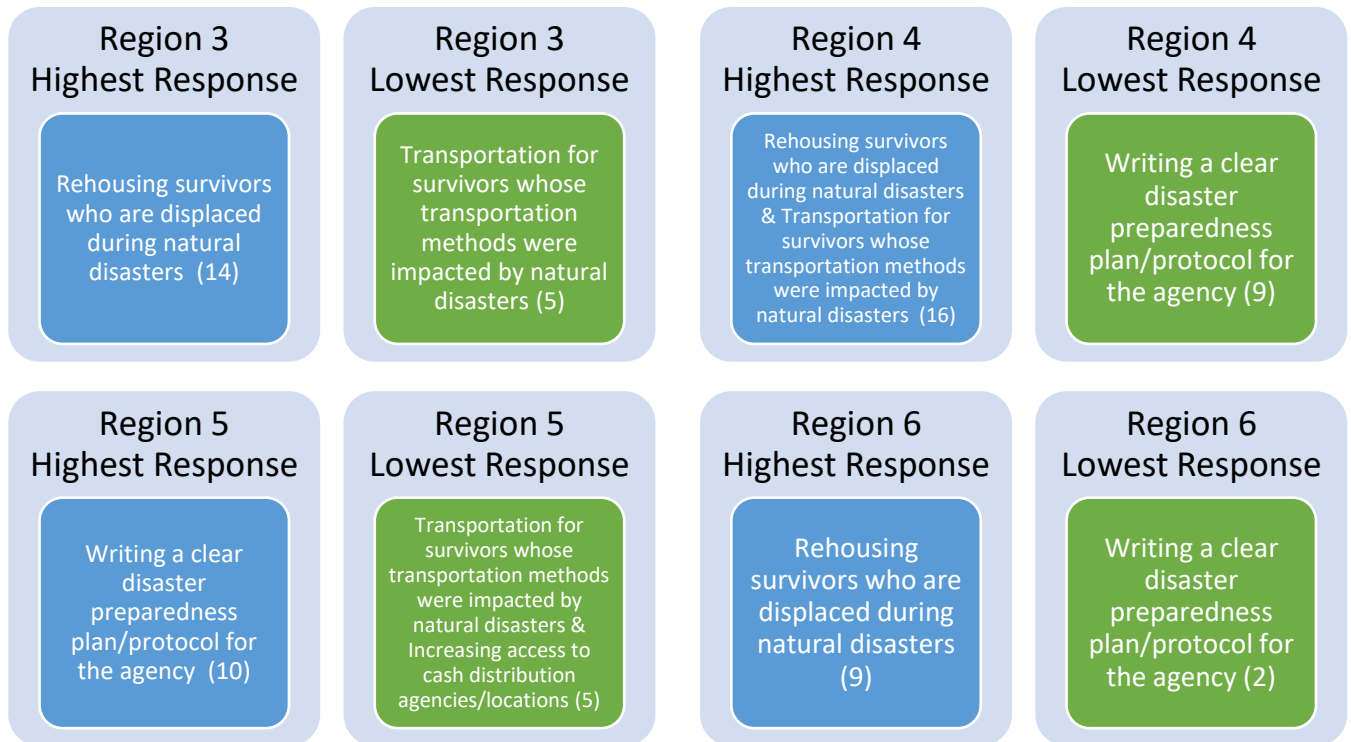 Region 3
Highest Response
Rehousing survivors
who are displaced
during natural
disasters (14)
Region 3
Lowest Response
Transportation for
survivors whose
transportation
methods were
impacted by natural
disasters (5)
Region 4
Highest Response
Rehousing survivors
who are displaced
during natural disasters
& Transportation for
survivors whose
transportation methods
were impacted by
natural disasters (16)
Region 4
Lowest Response
Writing a clear
disaster
preparedness
plan/protocol for
the agency (9)
Region 5
Highest Response
Writing a clear
disaster
preparedness
plan/protocol for
the agency (10)
Region 5
Lowest Response
Transportation for
survivors whose
transportation methods
were impacted by
natural disasters &
Increasing access to
cash distribution
agencies/locations (5)
Region 6
Highest Response
Rehousing
survivors who are
displaced during
natural disasters
(9)
Region 6
Lowest Response
Writing a clear
disaster
preparedness
plan/protocol for
the agency (2)